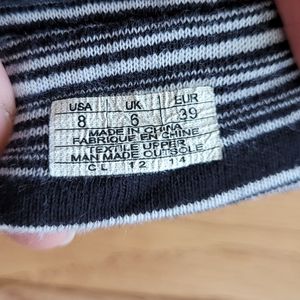 USA UK EUR
8 6 39
MADE IN CHINA
FABRIQUE EN CHINE
TEXTILE UPPER
MAN MADE OUTSOLE
CL 12 14